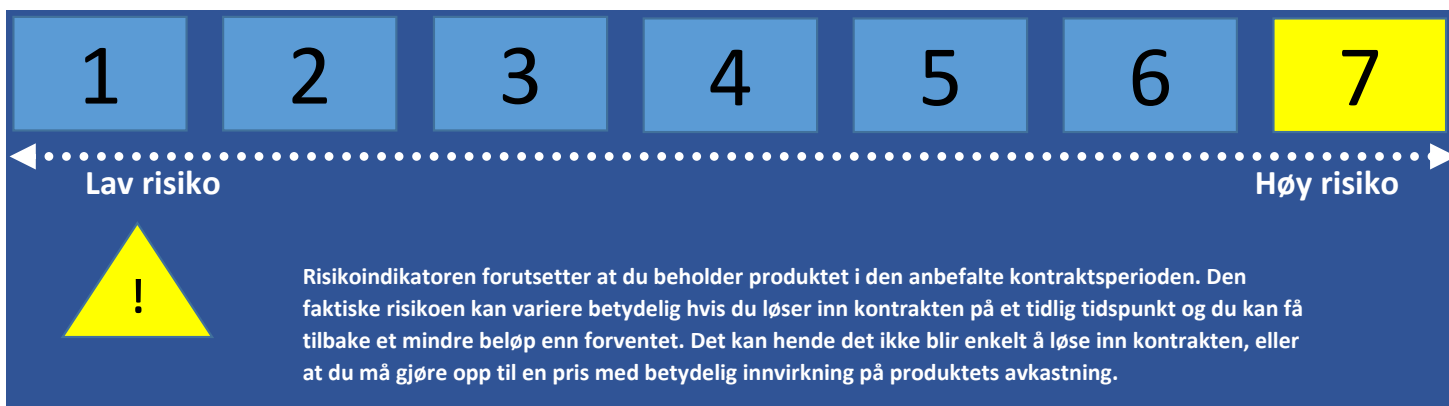 1 2 3 4 5 6 7
Lav risiko Høy risiko
!
Risikoindikatoren forutsetter at du beholder produktet i den anbefalte kontraktsperioden. Den
faktiske risikoen kan variere betydelig hvis du løser inn kontrakten på et tidlig tidspunkt og du kan få
tilbake et mindre beløp enn forventet. Det kan hende det ikke blir enkelt å løse inn kontrakten, eller
at du må gjøre opp til en pris med betydelig innvirkning på produktets avkastning.